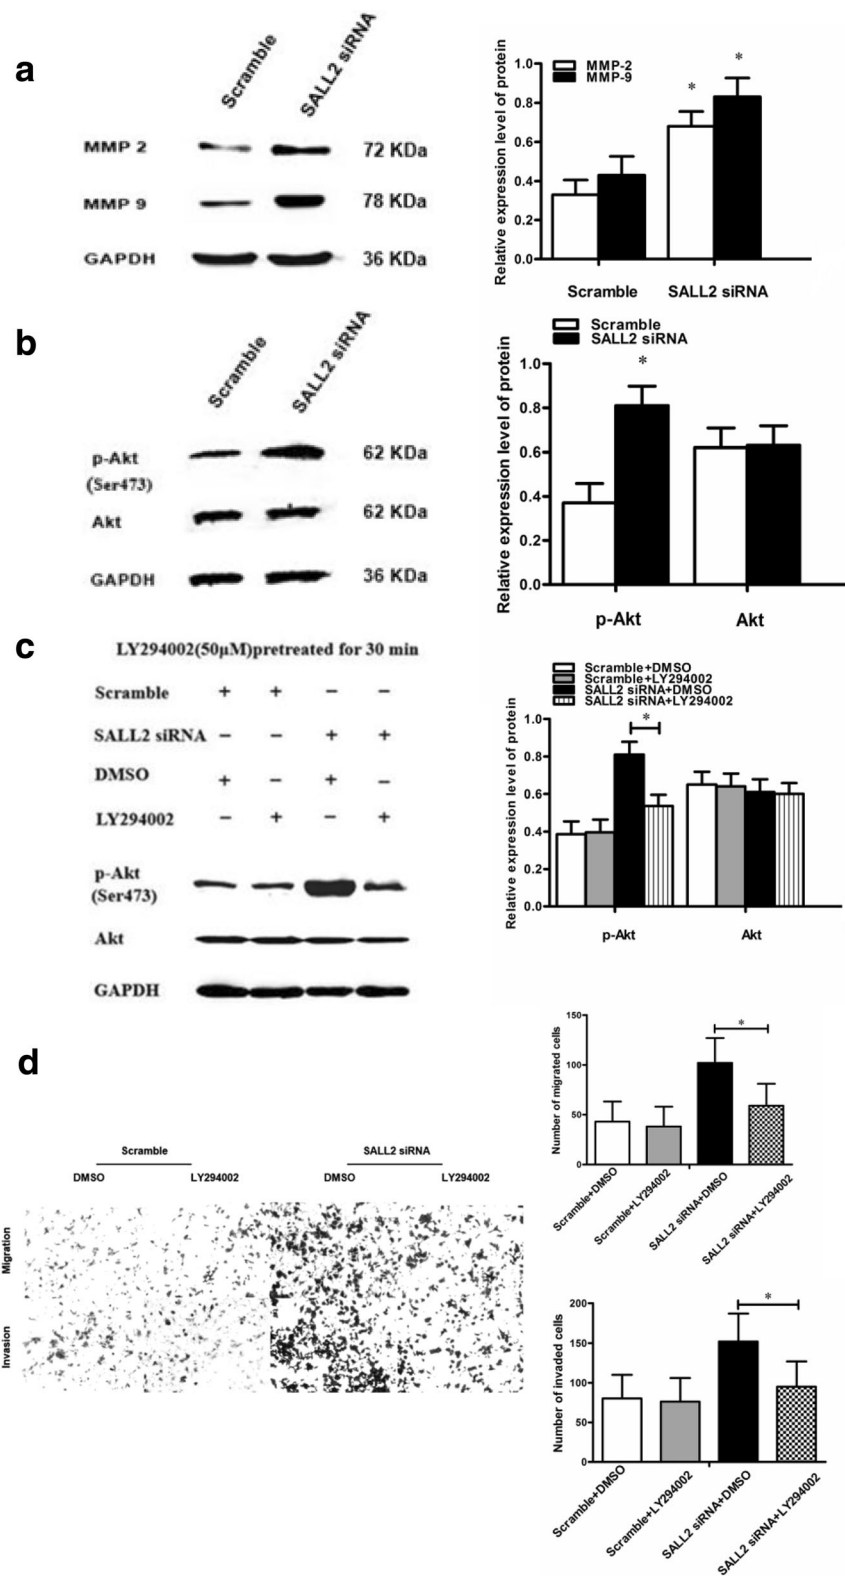 a
Scramble
SALL2 siRNA
MMP 2
72 KDa
MMP 9
78 KDa
GAPDH
36 KDa
MMP-2
MMP-9
Relative expression level of protein
1.0
0.8
0.6
0.4
0.2
0.0
*
*
Scramble
SALL2 siRNA
b
Scramble
SALL2 siRNA
p-Akt
(Ser473)
62 KDa
Akt
62 KDa
GAPDH
36 KDa
Scramble
SALL2 siRNA
Relative expression level of protein
1.0
0.8
0.6
0.4
0.2
0.0
*
p-Akt
Akt
c
LY294002(50μM)pretreated for 30 min
Scramble + + − −
SALL2 siRNA − − + +
DMSO + − + −
LY294002 − + − +
p-Akt
(Ser473)
Akt
GAPDH
Scramble+DMSO
Scramble+LY294002
SALL2 siRNA+DMSO
SALL2 siRNA+LY294002
Relative expression level of protein
1.0
0.8
0.6
0.4
0.2
0.0
*
p-Akt
Akt
d
Scramble
SALL2 siRNA
DMSO
LY294002
DMSO
LY294002
Migration
Invasion
Number of migrated cells
150
100
50
0
*
Scramble+DMSO
Scramble+LY294002
SALL2 siRNA+DMSO
SALL2 siRNA+LY294002
Number of invaded cells
200
150
100
50
0
*
Scramble+DMSO
Scramble+LY294002
SALL2 siRNA+DMSO
SALL2 siRNA+LY294002